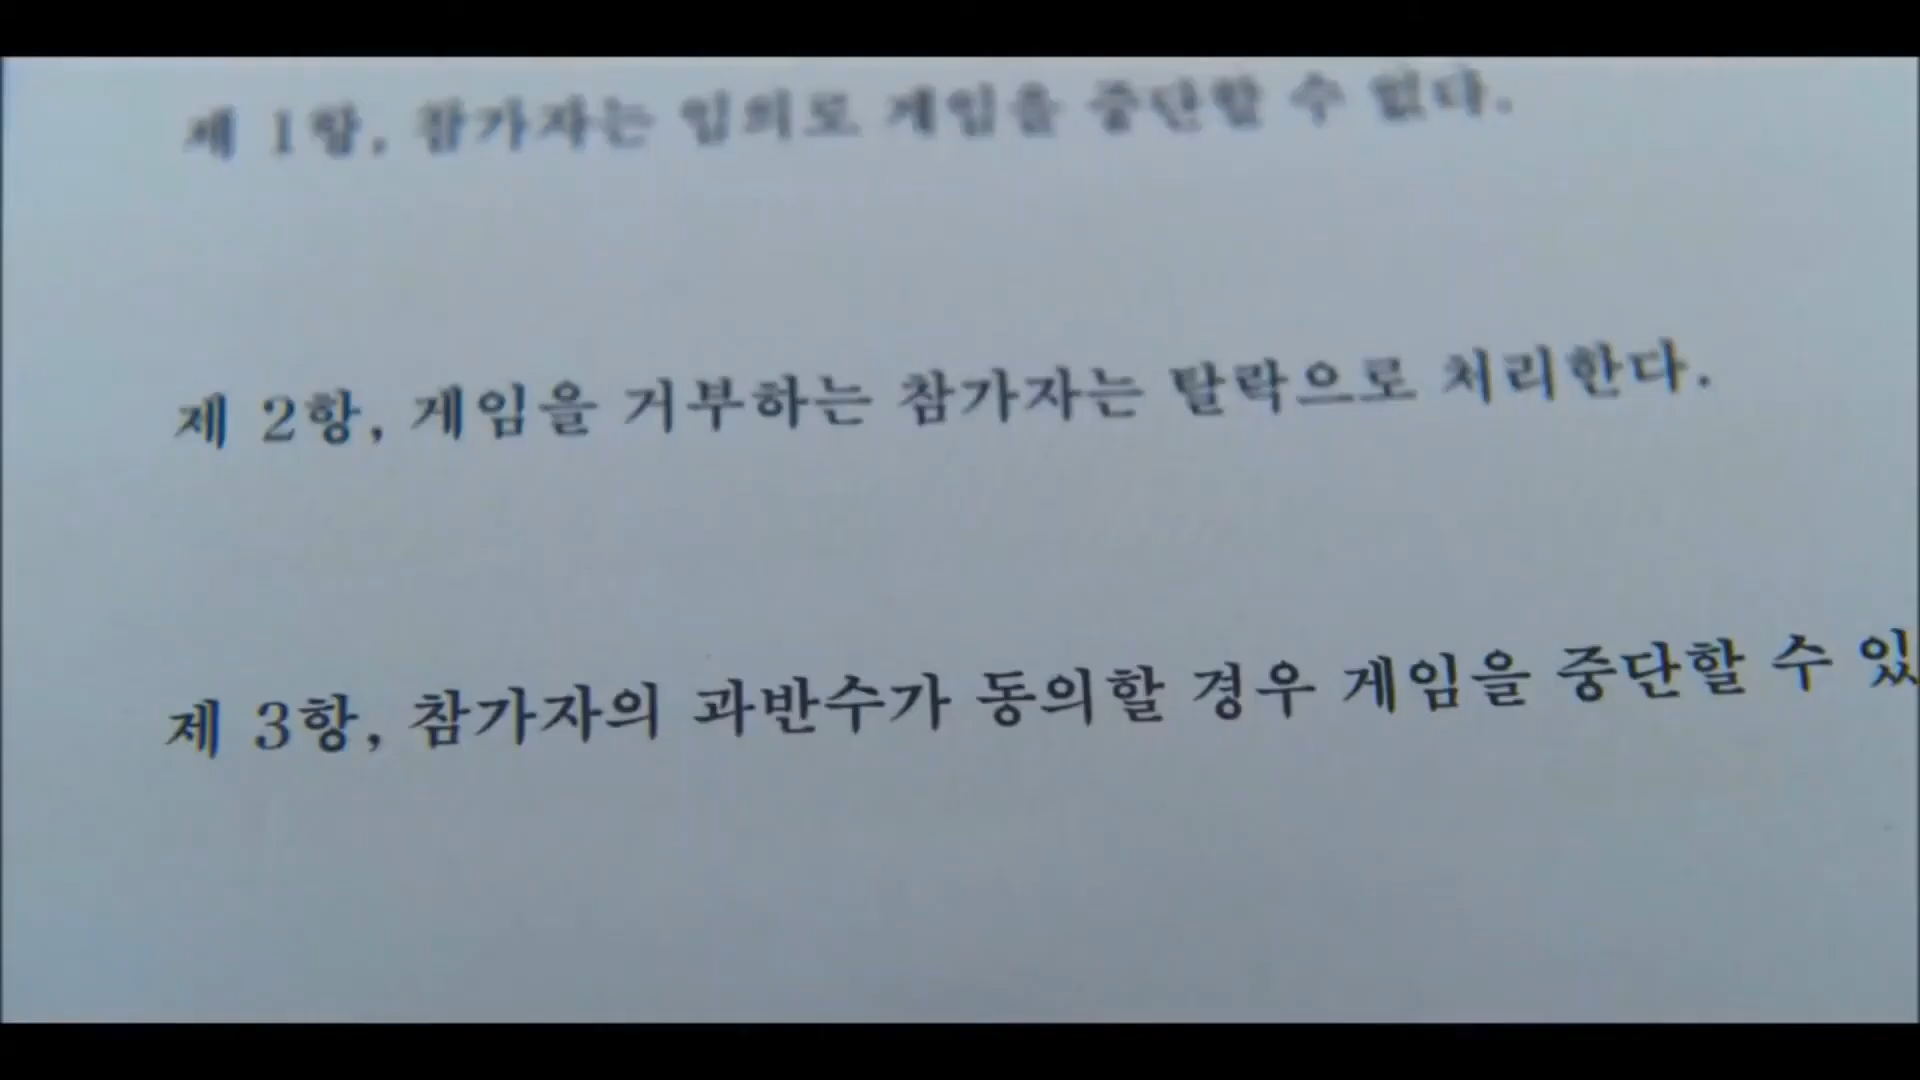 제 1항, 참가자는 임의로 게임을 중단할 수 없다.
제 2항, 게임을 거부하는 참가자는 탈락으로 처리한다.
제 3항, 참가자의 과반수가 동의할 경우 게임을 중단할 수 있